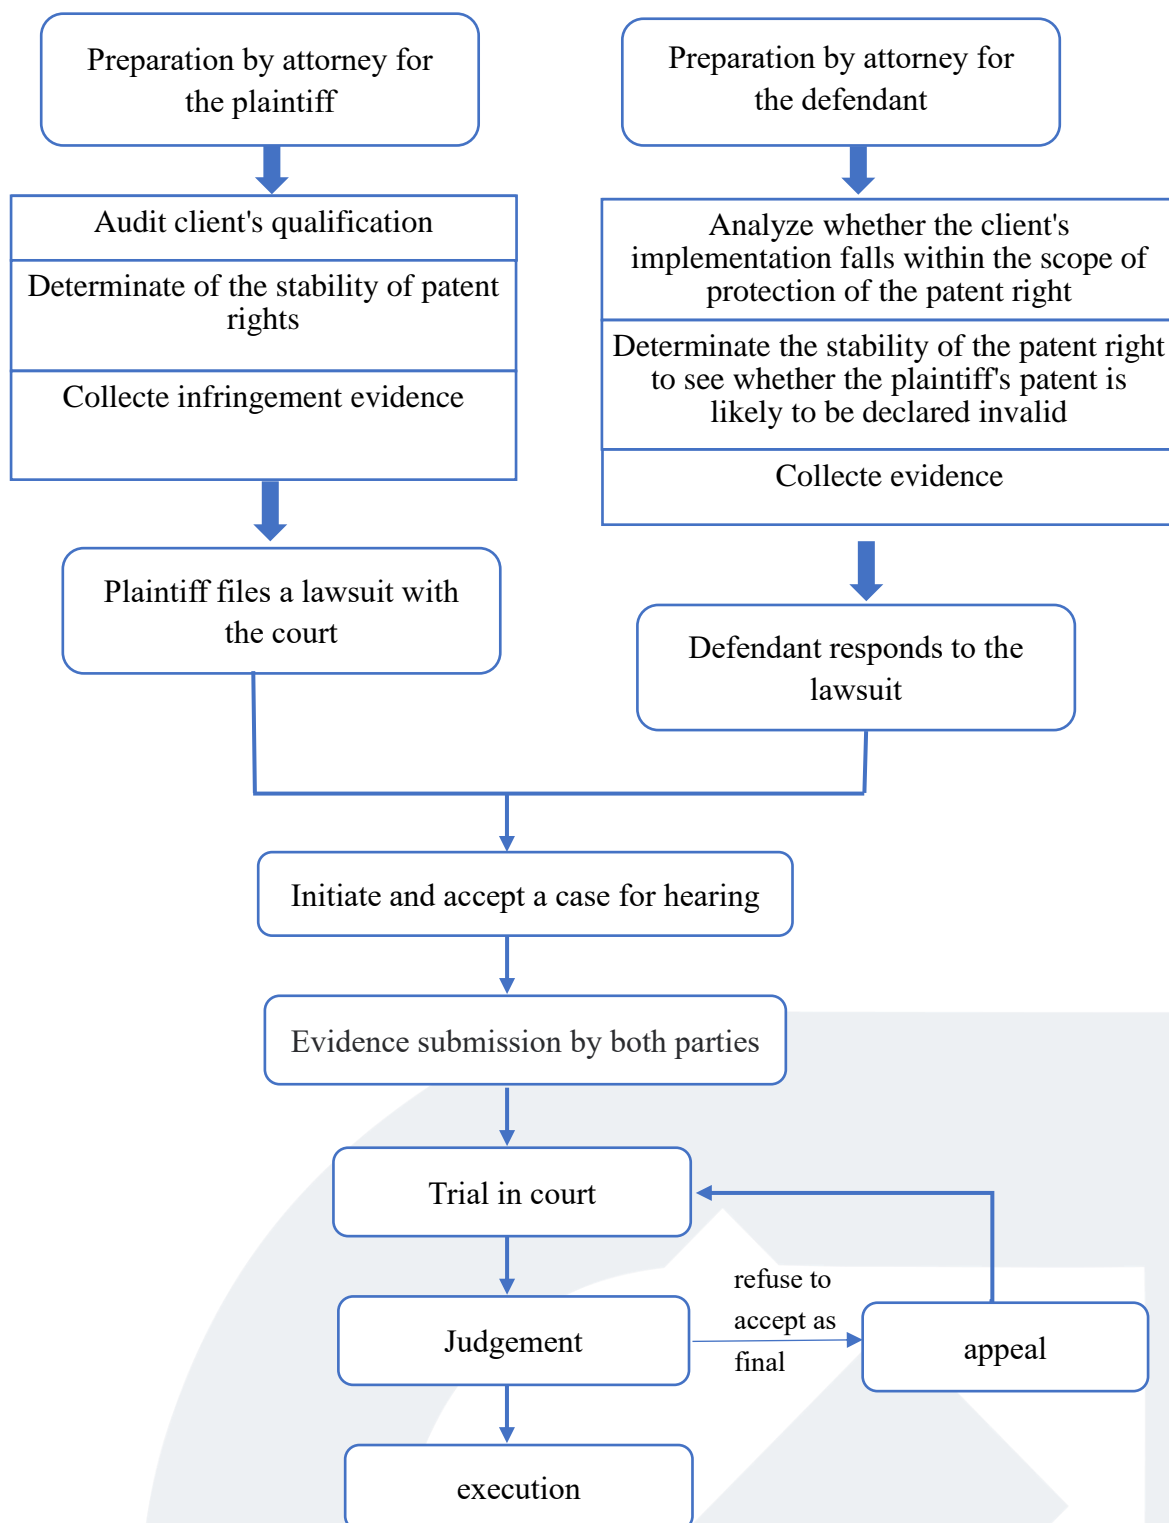 Preparation by attorney for
the plaintiff
Preparation by attorney for
the defendant
Audit client's qualification
Determinate of the stability of patent
rights
Collecte infringement evidence
Analyze whether the client's
implementation falls within the scope of
protection of the patent right
Determinate the stability of the patent right
to see whether the plaintiff's patent is
likely to be declared invalid
Collecte evidence
Plaintiff files a lawsuit with
the court
Defendant responds to the
lawsuit
Initiate and accept a case for hearing
Evidence submission by both parties
Trial in court
Judgement
refuse to
accept as
final
appeal
execution